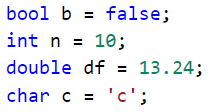 bool b = false;
int n = 10;
double df = 13.24;
char c = 'c';